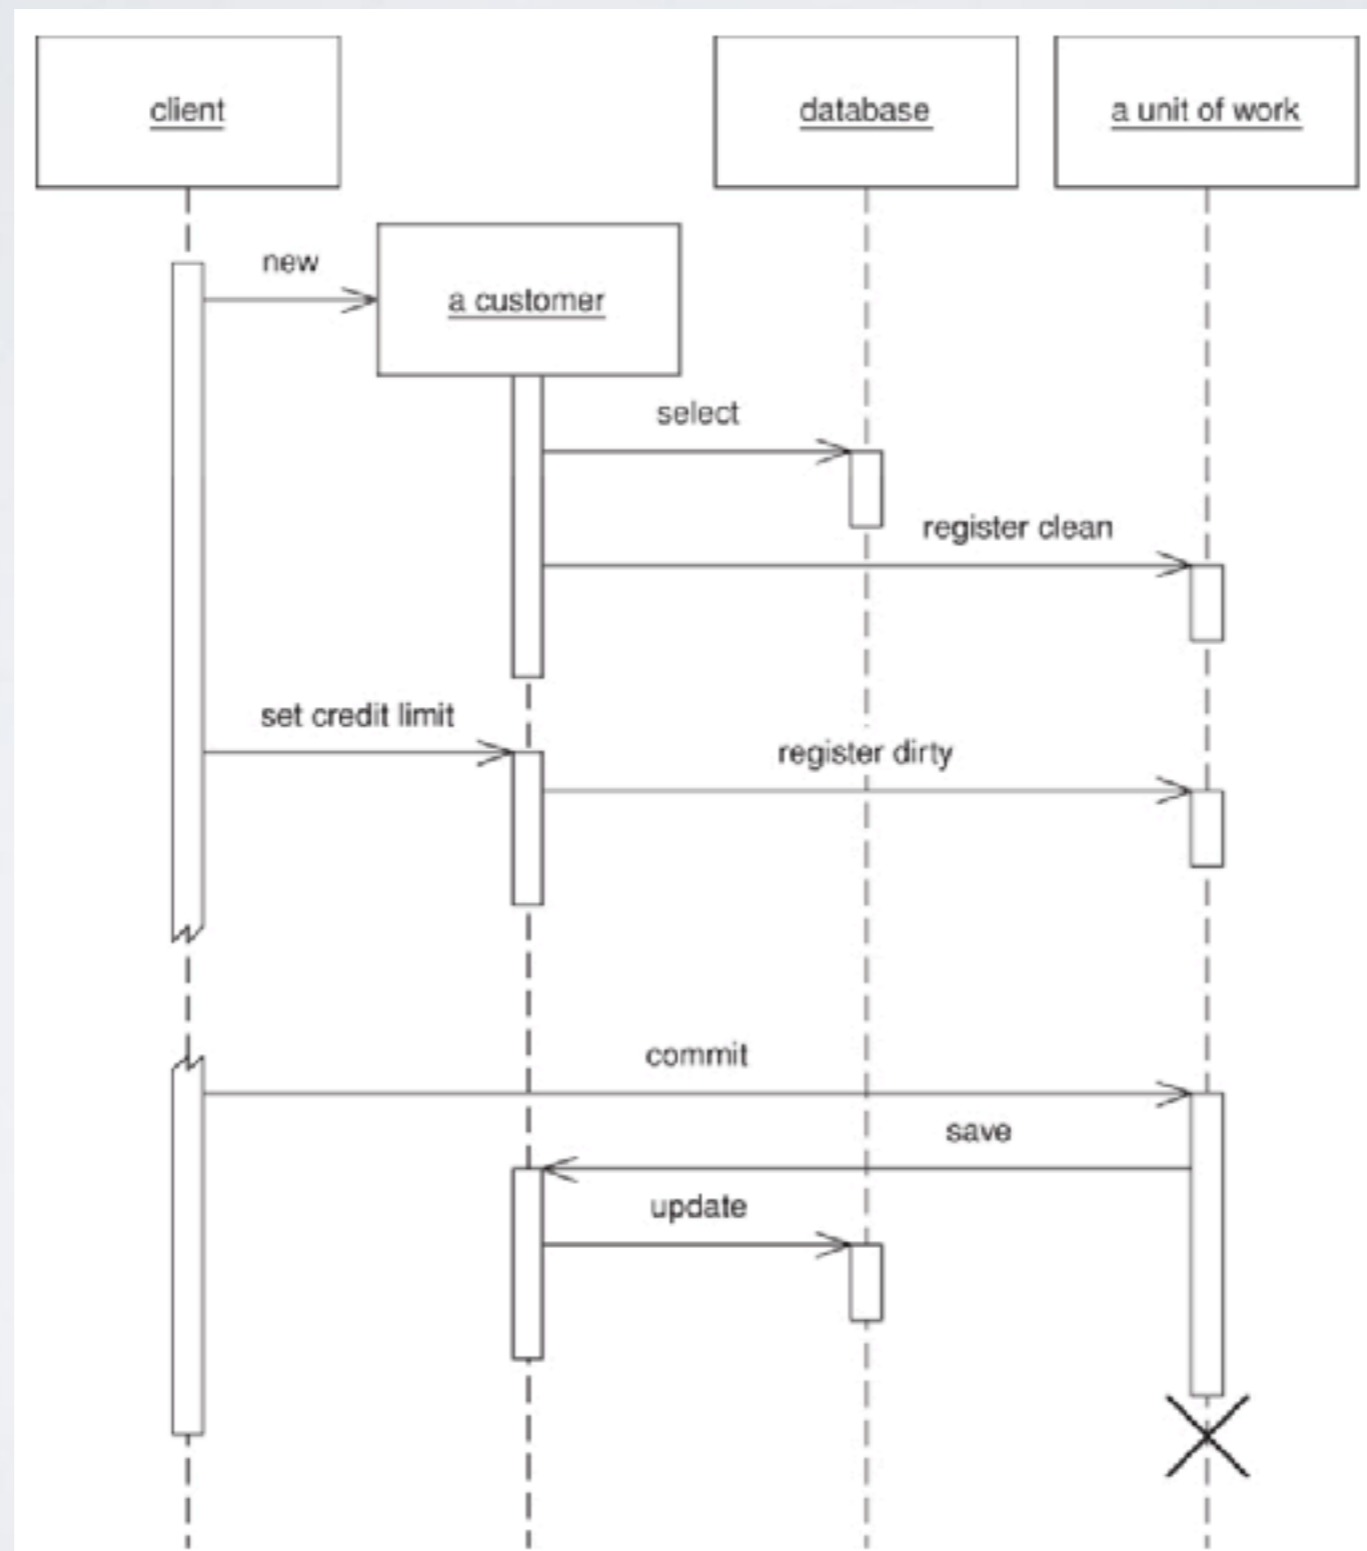 client
database
a unit of work
new
a customer
select
register clean
set credit limit
register dirty
commit
save
update